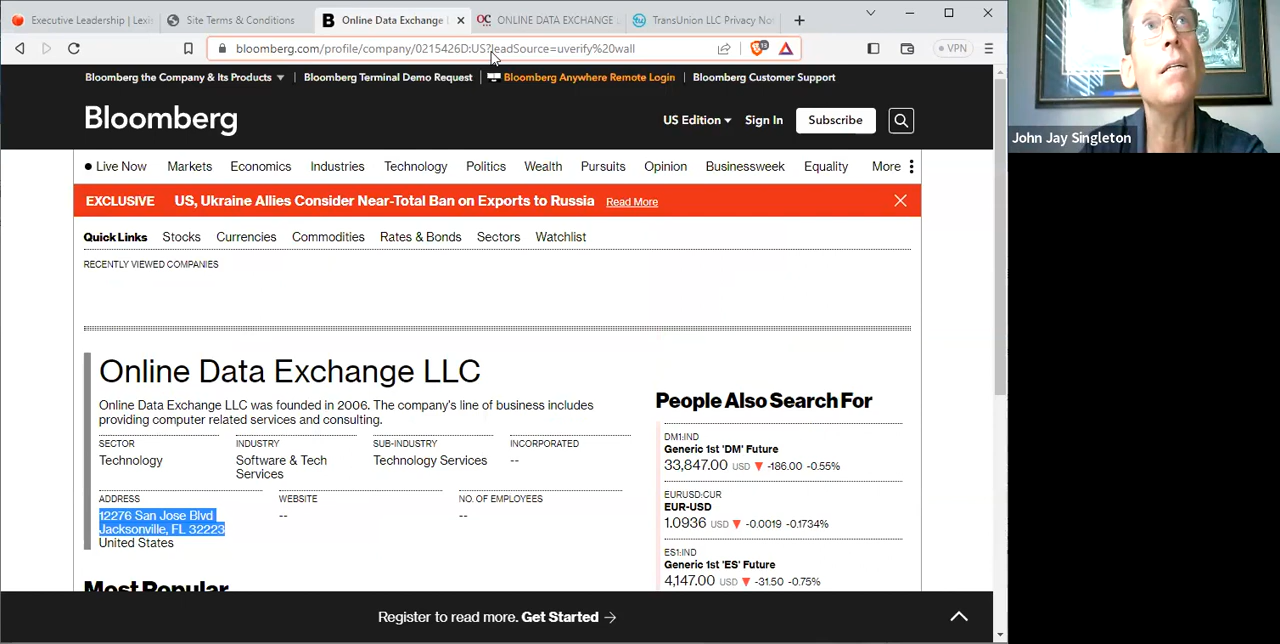 Executive Leadership | Lexi
Site Terms & Conditions
B Online Data Exchange
OC ONLINE DATA EXCHANGE
tu TransUnion LLC Privacy Not
bloomberg.com/profile/company/0215426D:US?leadSource=uverify%20wall
13
VPN
Bloomberg the Company & Its Products
Bloomberg Terminal Demo Request
Bloomberg Anywhere Remote Login
Bloomberg Customer Support
Bloomberg
US Edition
Sign In
Subscribe
Live Now
Markets
Economics
Industries
Technology
Politics
Wealth
Pursuits
Opinion
Businessweek
Equality
More
EXCLUSIVE US, Ukraine Allies Consider Near-Total Ban on Exports to Russia Read More
Quick Links Stocks Currencies Commodities Rates & Bonds Sectors Watchlist
RECENTLY VIEWED COMPANIES
Online Data Exchange LLC
Online Data Exchange LLC was founded in 2006. The company's line of business includes
providing computer related services and consulting.
SECTOR
Technology
INDUSTRY
Software & Tech
Services
SUB-INDUSTRY
Technology Services
INCORPORATED
--
ADDRESS
12276 San Jose Blvd
Jacksonville, FL 32223
United States
WEBSITE
--
NO. OF EMPLOYEES
--
Most Popular
People Also Search For
DM1:IND
Generic 1st 'DM' Future
33,847.00 USD ▼ -186.00 -0.55%
EURUSD:CUR
EUR-USD
1.0936 USD ▼ -0.0019 -0.1734%
ES1:IND
Generic 1st 'ES' Future
4,147.00 USD ▼ -31.50 -0.75%
Register to read more. Get Started →
John Jay Singleton